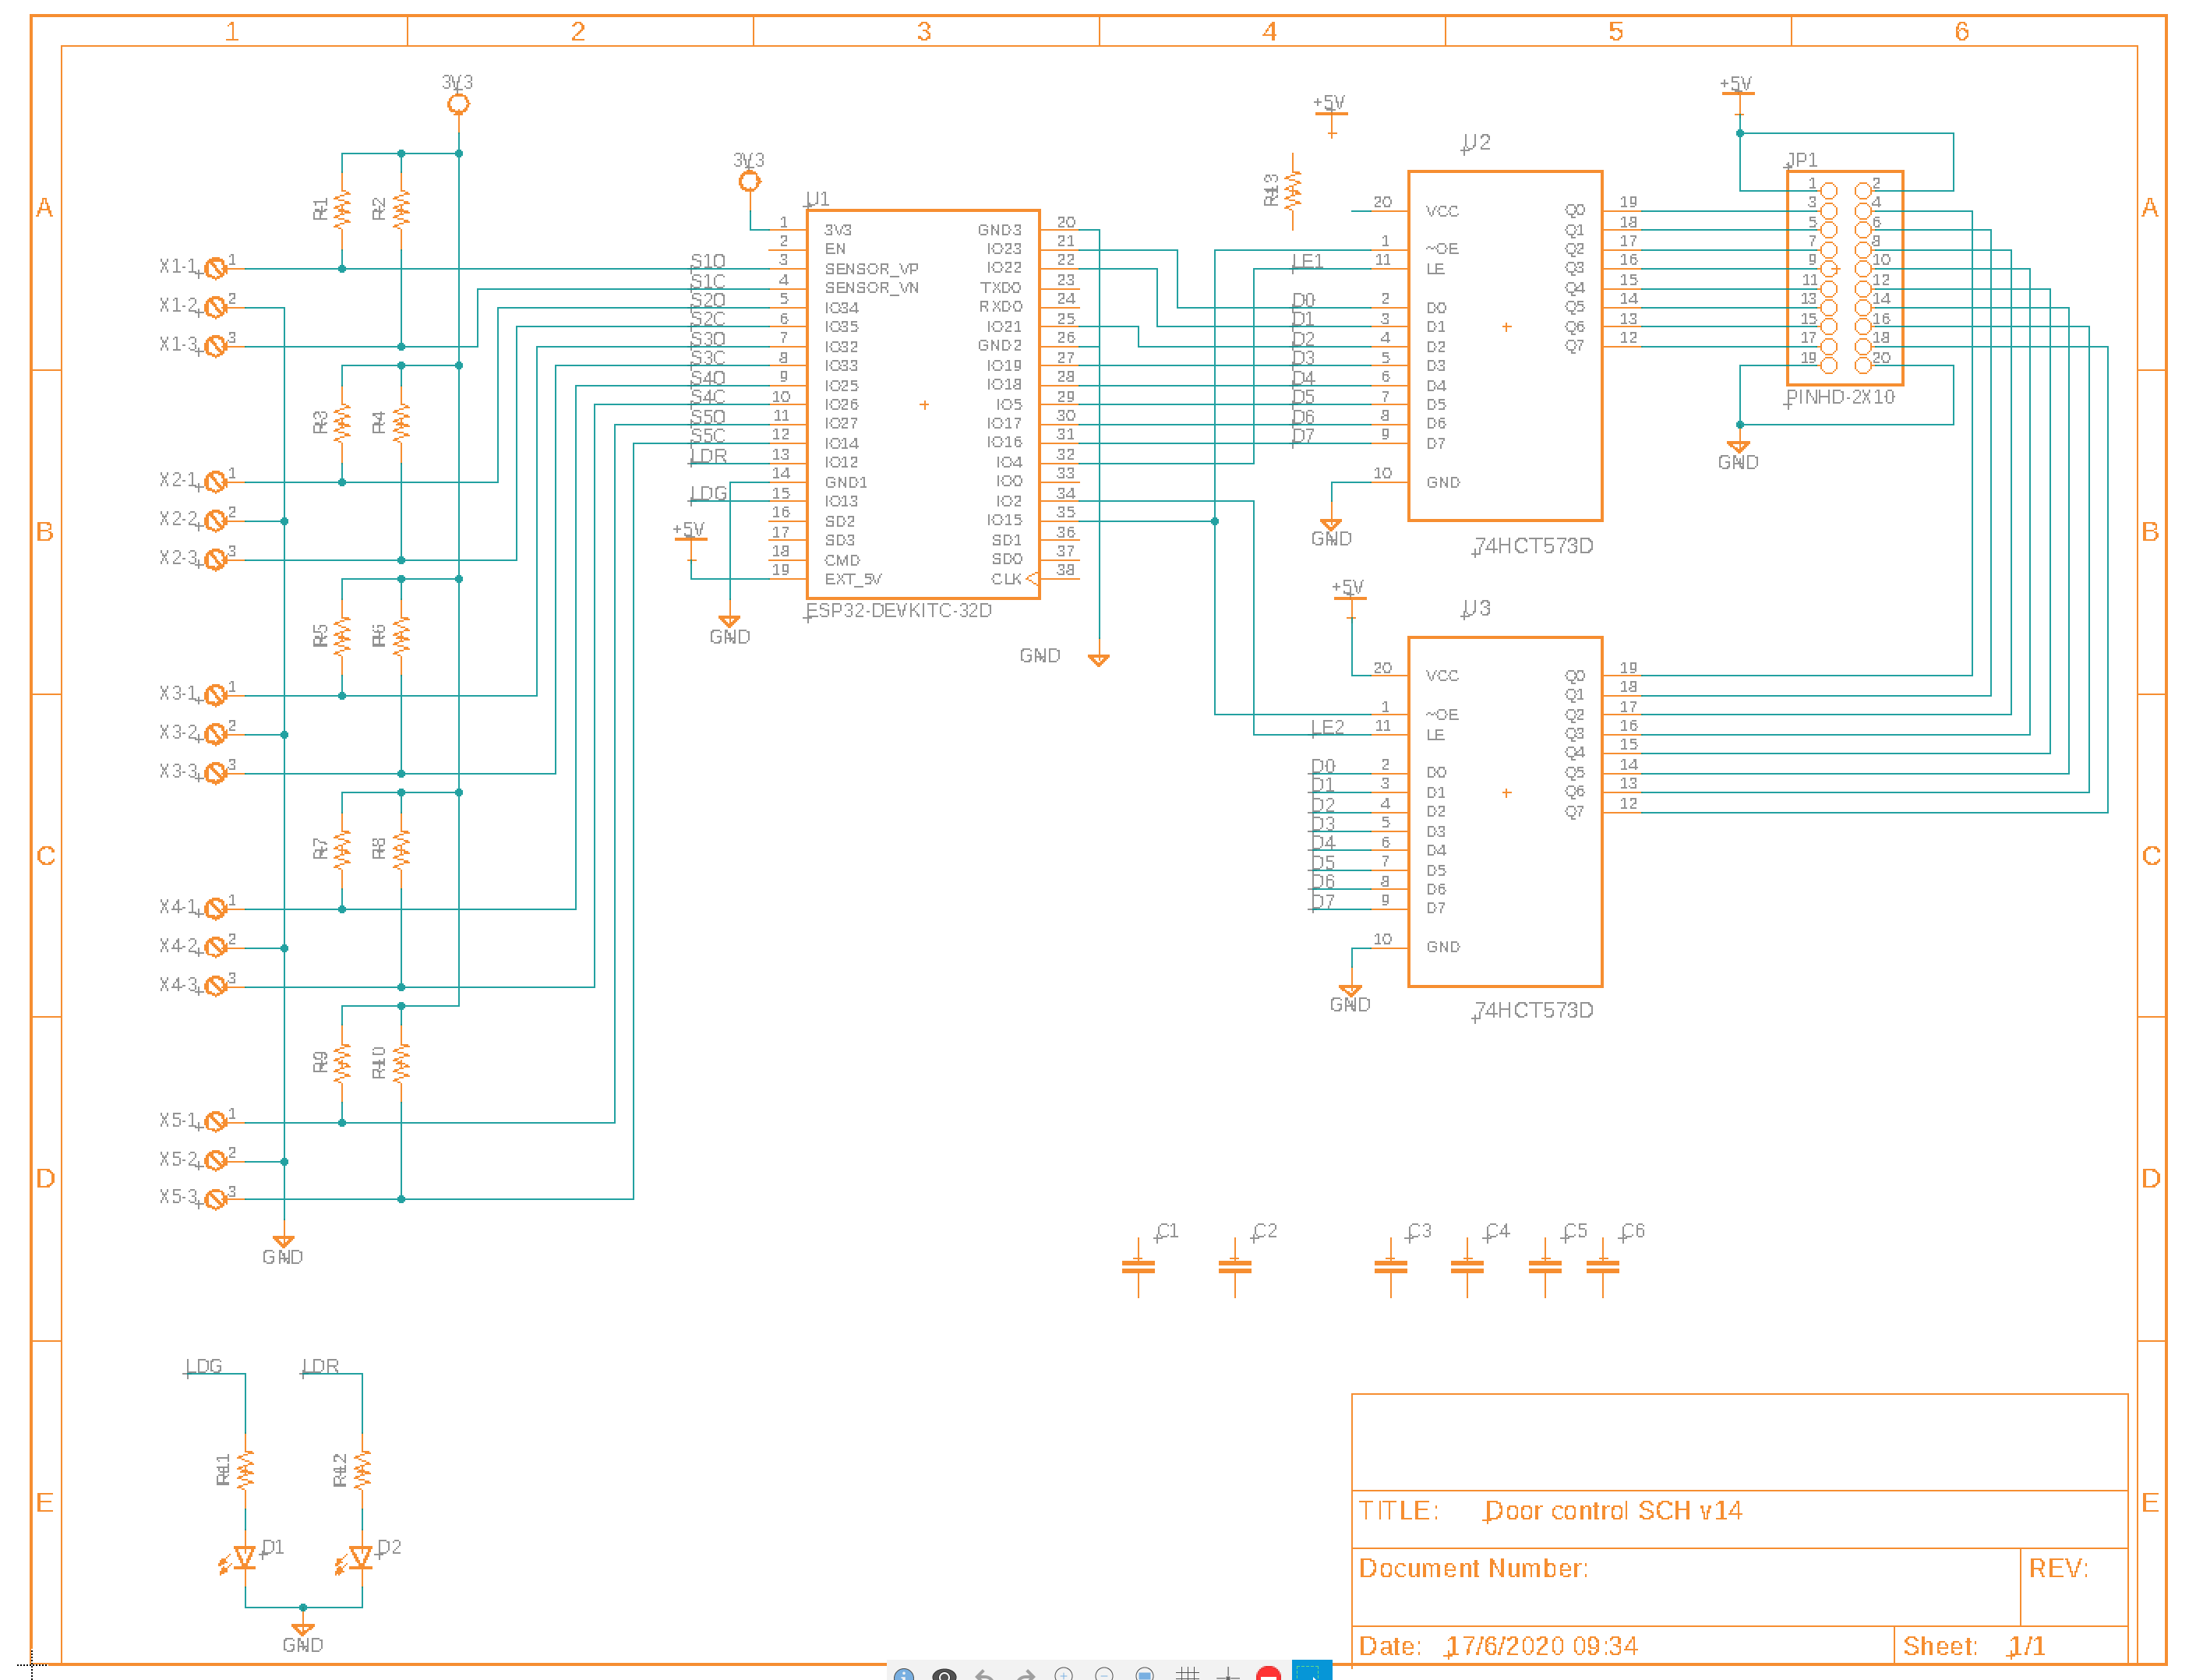 1 2 3 4 5 6
A
B
C
D
E
A
B
C
D
E
3V3
R1 R2
X1-1 1
X1-2 2
X1-3 3
R3 R4
X2-1 1
X2-2 2
X2-3 3
R5 R6
X3-1 1
X3-2 2
X3-3 3
R7 R8
X4-1 1
X4-2 2
X4-3 3
R9 R10
X5-1 1
X5-2 2
X5-3 3
GND
3V3
U1
1 3V3 GND3 20
2 EN IO23 21
S1O 3 SENSOR_VP IO22 22
S1C 4 SENSOR_VN TXD0 23
S2O 5 IO34 RXD0 24
S2C 6 IO35 IO21 25
S3O 7 IO32 GND2 26
S3C 8 IO33 IO19 27
S4O 9 IO25 IO18 28
S4C 10 IO26 IO5 29
S5O 11 IO27 IO17 30
S5C 12 IO14 IO16 31
LDR 13 IO12 IO4 32
14 GND1 IO0 33
LDG 15 IO13 IO2 34
16 SD2 IO15 35
17 SD3 SD1 36
18 CMD SD0 37
19 EXT_5V CLK 38
+5V
GND
ESP32-DEVKITC-32D
GND
+5V
R13
U2
20 VCC Q0 19
Q1 18
1 ~OE Q2 17
LE1 11 LE Q3 16
Q4 15
D0 2 D0 Q5 14
D1 3 D1 Q6 13
D2 4 D2 Q7 12
D3 5 D3
D4 6 D4
D5 7 D5
D6 8 D6
D7 9 D7
10 GND
GND
74HCT573D
+5V
JP1
1 2
3 4
5 6
7 8
9 10
11 12
13 14
15 16
17 18
19 20
PINHD-2X10
GND
+5V
U3
20 VCC Q0 19
Q1 18
1 ~OE Q2 17
LE2 11 LE Q3 16
Q4 15
D0 2 D0 Q5 14
D1 3 D1 Q6 13
D2 4 D2 Q7 12
D3 5 D3
D4 6 D4
D5 7 D5
D6 8 D6
D7 9 D7
10 GND
GND
74HCT573D
C1 C2 C3 C4 C5 C6
LDG LDR
R11 R12
D1 D2
GND
TITLE: Door control SCH v14
Document Number: REV:
Date: 17/6/2020 09:34 Sheet: 1/1